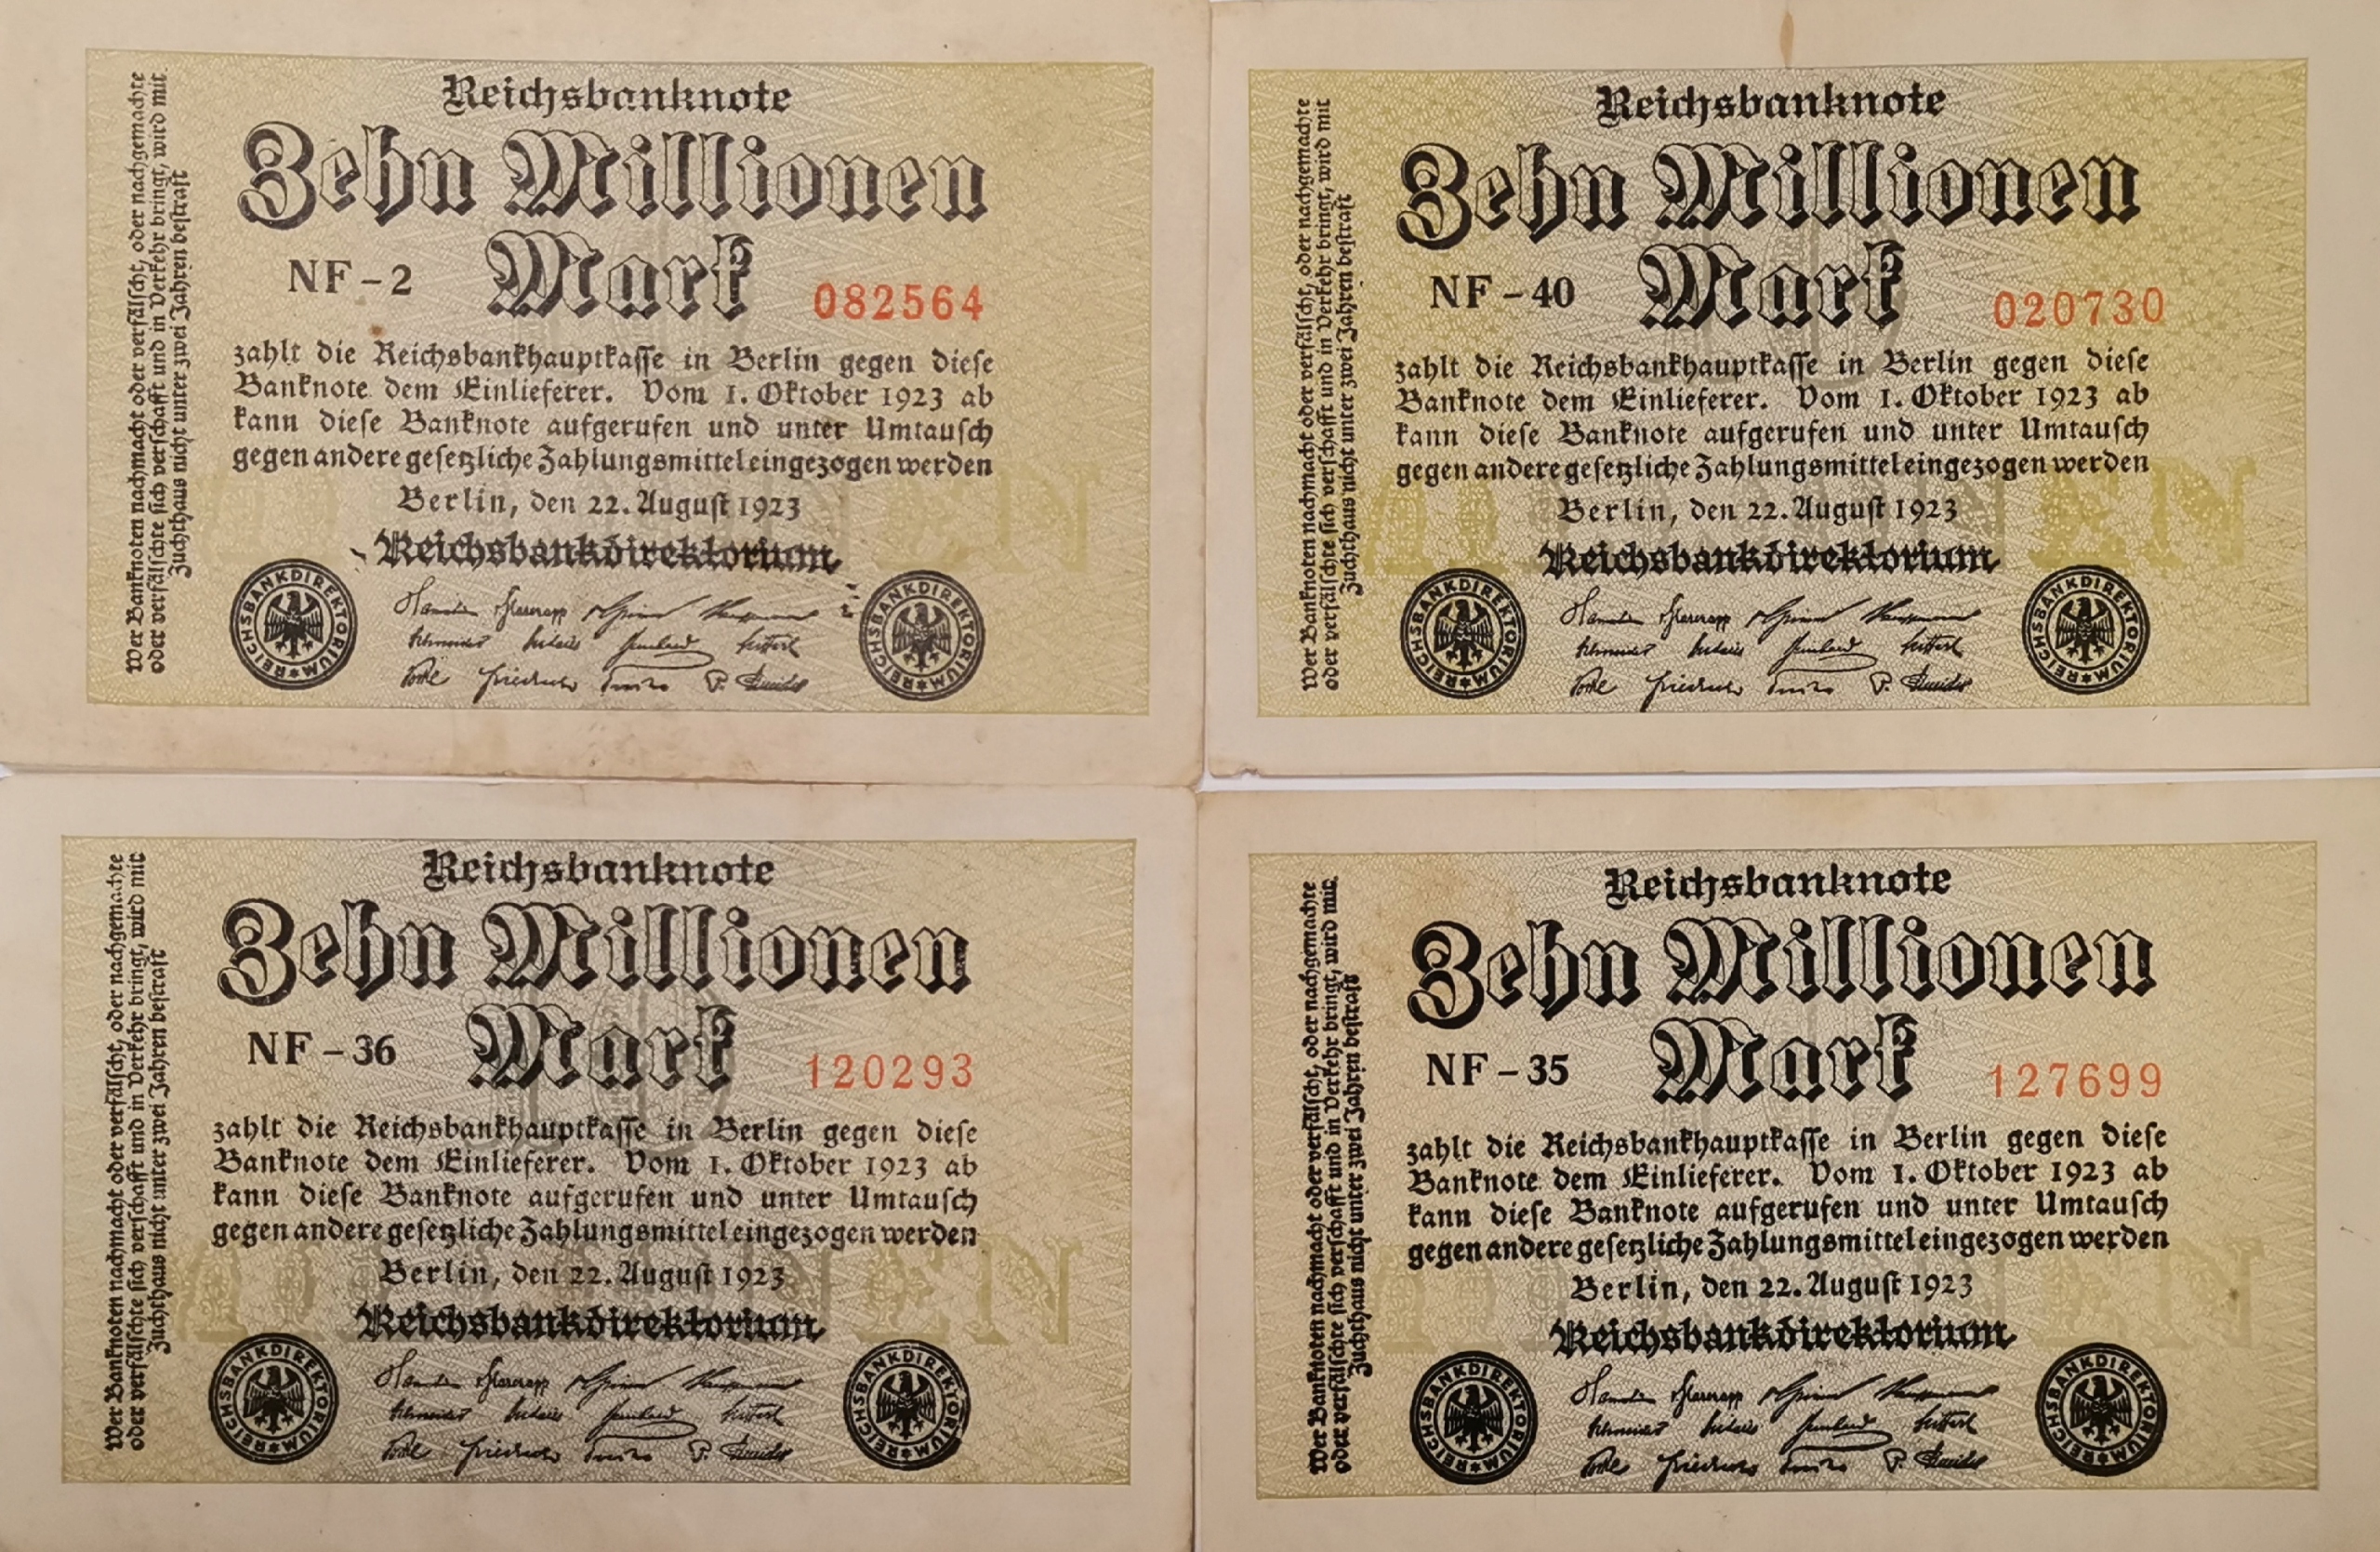 Reichsbanknote
Zehn Millionen
Mark
NF-2
082564
zahlt die Reichsbankhauptkasse in Berlin gegen diese
Banknote dem Einlieferer. Vom 1. Oktober 1923 ab
kann diese Banknote aufgerufen und unter Umtausch
gegen andere gesetzliche Zahlungsmittel eingezogen werden
Berlin, den 22. August 1923
Reichsbankdirektorium
REICHSBANKDIREKTORIUM
REICHSBANKDIREKTORIUM
Wer Banknoten nachmacht oder verfälscht, oder nachgemachte
oder verfälschte sich verschafft und in Verkehr bringt, wird mit
Zuchthaus nicht unter zwei Jahren bestraft
Reichsbanknote
Zehn Millionen
Mark
NF-40
020730
zahlt die Reichsbankhauptkasse in Berlin gegen diese
Banknote dem Einlieferer. Vom 1. Oktober 1923 ab
kann diese Banknote aufgerufen und unter Umtausch
gegen andere gesetzliche Zahlungsmittel eingezogen werden
Berlin, den 22. August 1923
Reichsbankdirektorium
REICHSBANKDIREKTORIUM
REICHSBANKDIREKTORIUM
Wer Banknoten nachmacht oder verfälscht, oder nachgemachte
oder verfälschte sich verschafft und in Verkehr bringt, wird mit
Zuchthaus nicht unter zwei Jahren bestraft
Reichsbanknote
Zehn Millionen
Mark
NF-36
120293
zahlt die Reichsbankhauptkasse in Berlin gegen diese
Banknote dem Einlieferer. Vom 1. Oktober 1923 ab
kann diese Banknote aufgerufen und unter Umtausch
gegen andere gesetzliche Zahlungsmittel eingezogen werden
Berlin, den 22. August 1923
Reichsbankdirektorium
REICHSBANKDIREKTORIUM
REICHSBANKDIREKTORIUM
Wer Banknoten nachmacht oder verfälscht, oder nachgemachte
oder verfälschte sich verschafft und in Verkehr bringt, wird mit
Zuchthaus nicht unter zwei Jahren bestraft
Reichsbanknote
Zehn Millionen
Mark
NF-35
127699
zahlt die Reichsbankhauptkasse in Berlin gegen diese
Banknote dem Einlieferer. Vom 1. Oktober 1923 ab
kann diese Banknote aufgerufen und unter Umtausch
gegen andere gesetzliche Zahlungsmittel eingezogen werden
Berlin, den 22. August 1923
Reichsbankdirektorium
REICHSBANKDIREKTORIUM
REICHSBANKDIREKTORIUM
Wer Banknoten nachmacht oder verfälscht, oder nachgemachte
oder verfälschte sich verschafft und in Verkehr bringt, wird mit
Zuchthaus nicht unter zwei Jahren bestraft